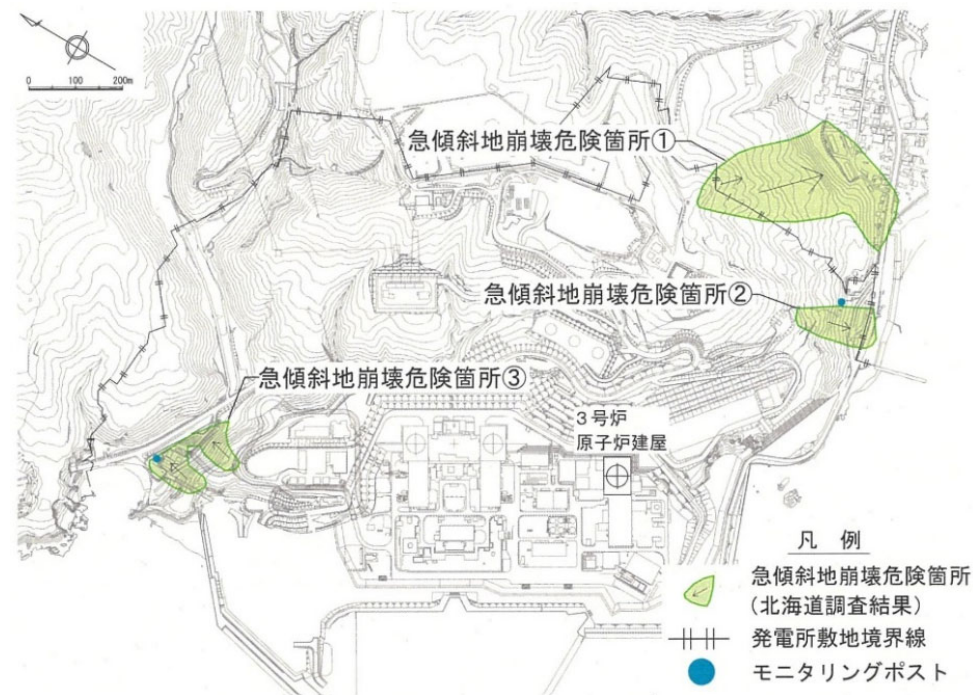 0 100 200m
急傾斜地崩壊危険箇所①
急傾斜地崩壊危険箇所②
急傾斜地崩壊危険箇所③
3号炉
原子炉建屋
凡 例
急傾斜地崩壊危険箇所
(北海道調査結果)
発電所敷地境界線
モニタリングポスト